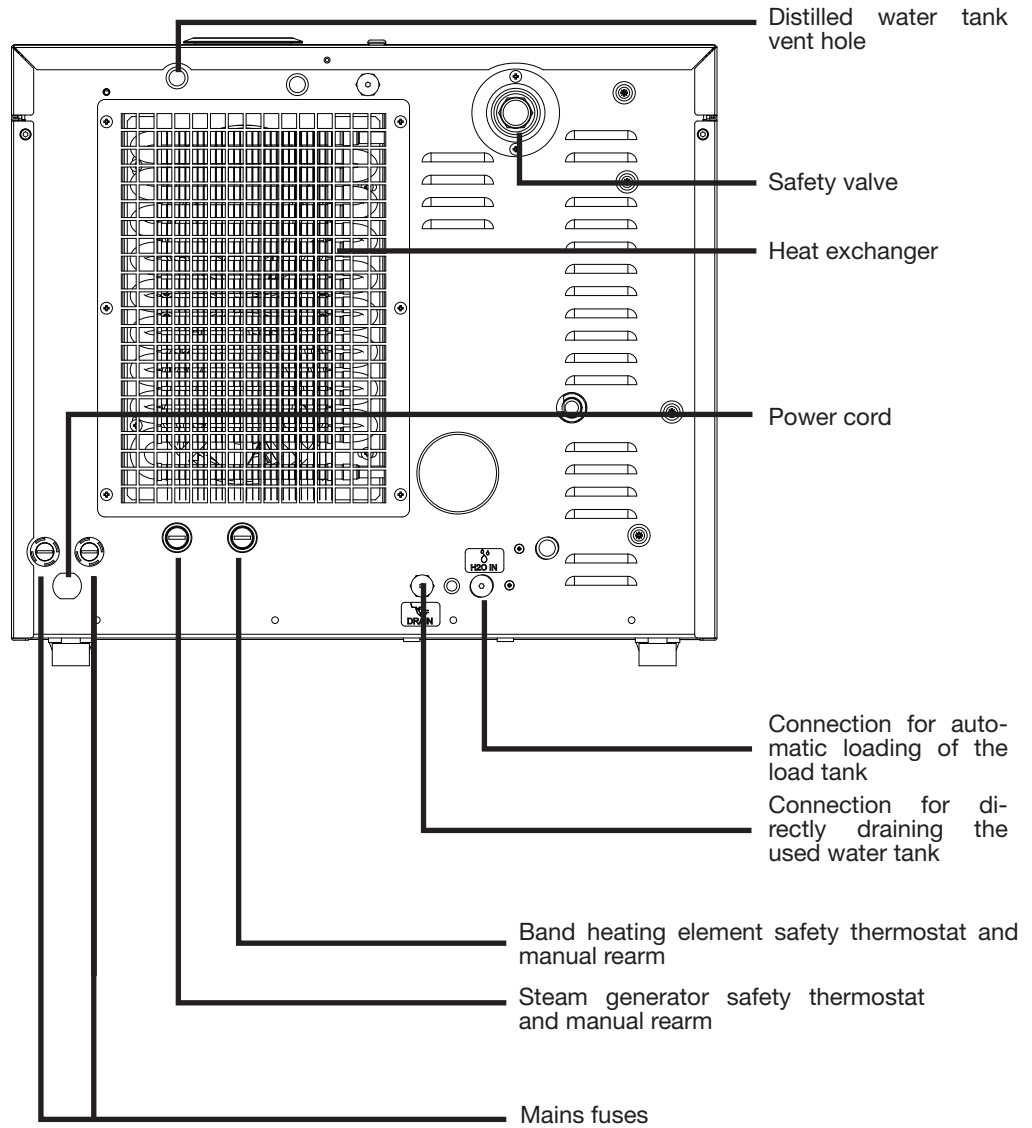 Distilled water tank
vent hole
Safety valve
Heat exchanger
Power cord
H2O IN
DRAIN
Connection for auto-
matic loading of the
load tank
Connection for di-
rectly draining the
used water tank
Band heating element safety thermostat and
manual rearm
Steam generator safety thermostat
and manual rearm
Mains fuses